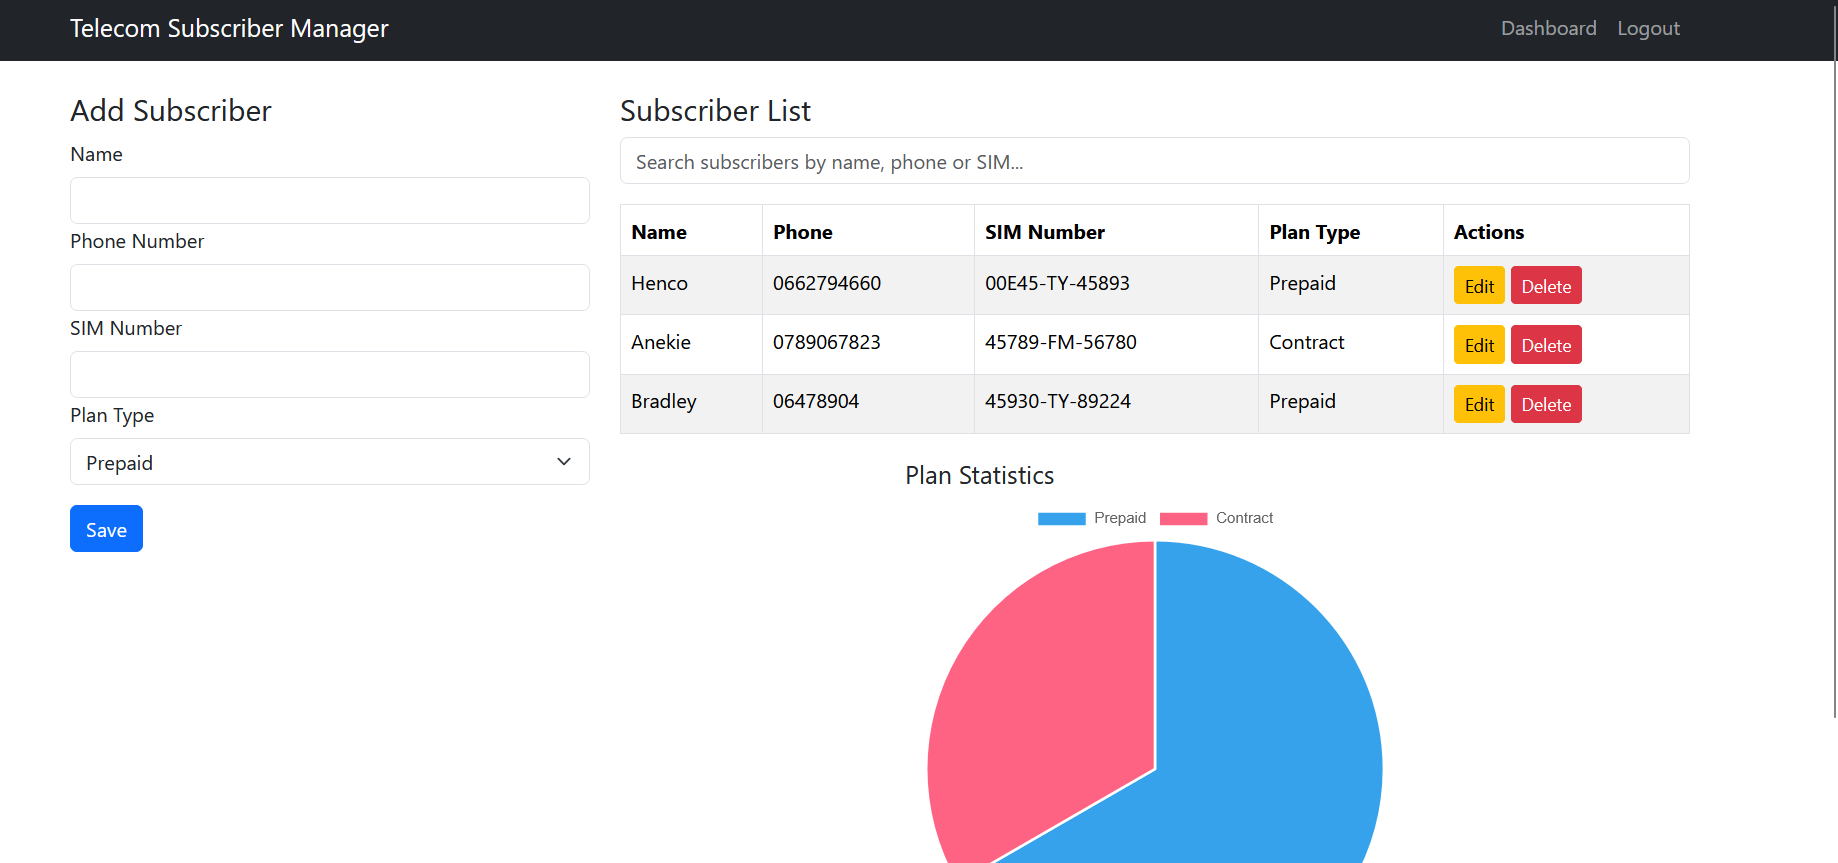 Telecom Subscriber Manager
Dashboard Logout
Add Subscriber
Name
Phone Number
SIM Number
Plan Type
Prepaid
Save
Subscriber List
Search subscribers by name, phone or SIM...
Name Phone SIM Number Plan Type Actions
Henco 0662794660 00E45-TY-45893 Prepaid Edit Delete
Anekie 0789067823 45789-FM-56780 Contract Edit Delete
Bradley 06478904 45930-TY-89224 Prepaid Edit Delete
Plan Statistics
Prepaid Contract